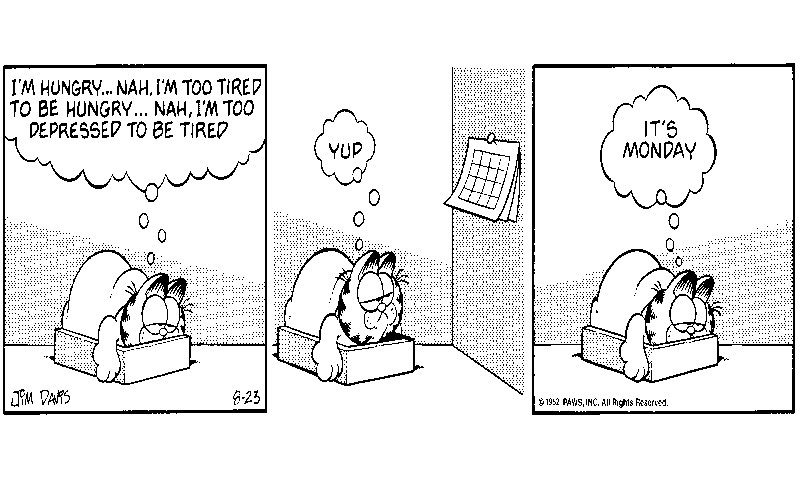 I'M HUNGRY... NAH, I'M TOO TIRED
TO BE HUNGRY... NAH, I'M TOO
DEPRESSED TO BE TIRED
JIM DAVIS
8-23
YUP
IT'S
MONDAY
© 1982 PAWS, INC. All Rights Reserved.